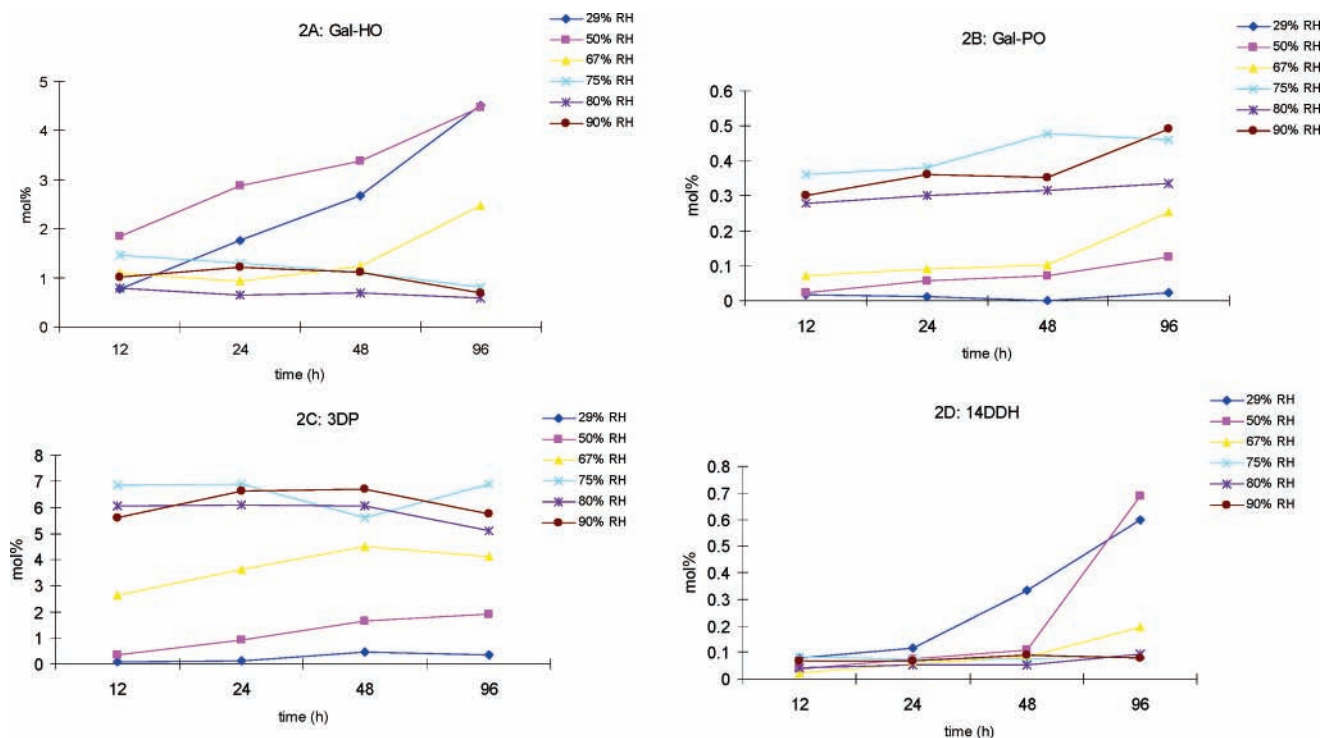 2A: Gal-HO
29% RH
50% RH
67% RH
75% RH
80% RH
90% RH
5
4
3
2
1
0
mol%
12 24 48 96
time (h)
2B: Gal-PO
29% RH
50% RH
67% RH
75% RH
80% RH
90% RH
0.6
0.5
0.4
0.3
0.2
0.1
0
mol%
12 24 48 96
time (h)
2C: 3DP
29% RH
50% RH
67% RH
75% RH
80% RH
90% RH
8
7
6
5
4
3
2
1
0
mol%
12 24 48 96
time (h)
2D: 14DDH
29% RH
50% RH
67% RH
75% RH
80% RH
90% RH
0.8
0.7
0.6
0.5
0.4
0.3
0.2
0.1
0
mol%
12 24 48 96
time (h)